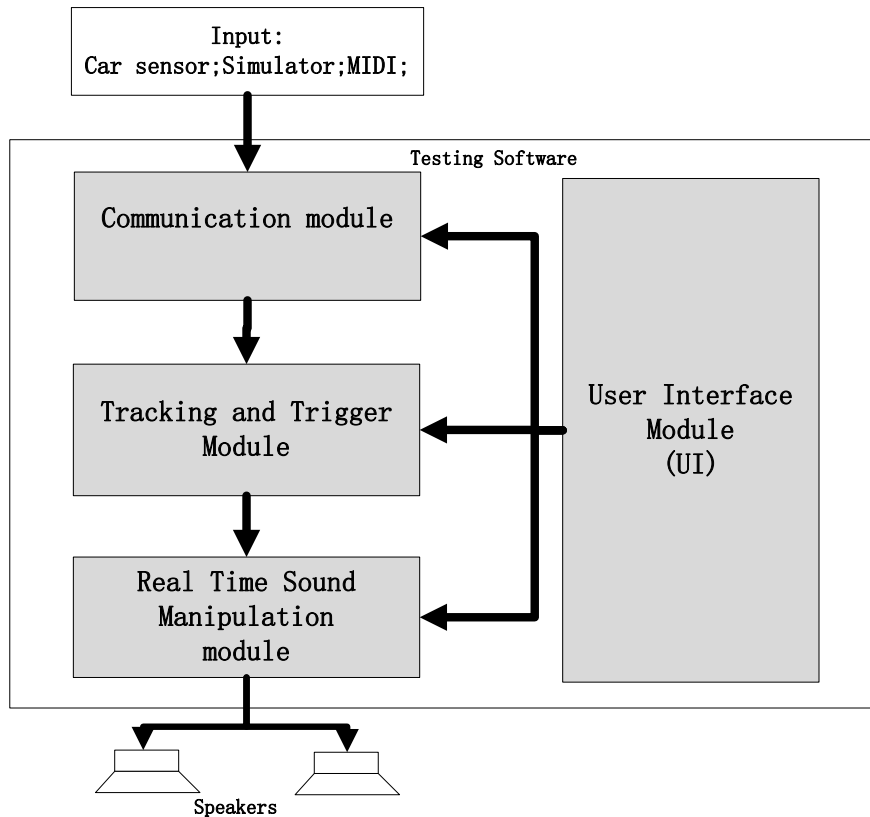 Input:
Car sensor;Simulator;MIDI;
Testing Software
Communication module
Tracking and Trigger
Module
Real Time Sound
Manipulation
module
User Interface
Module
(UI)
Speakers